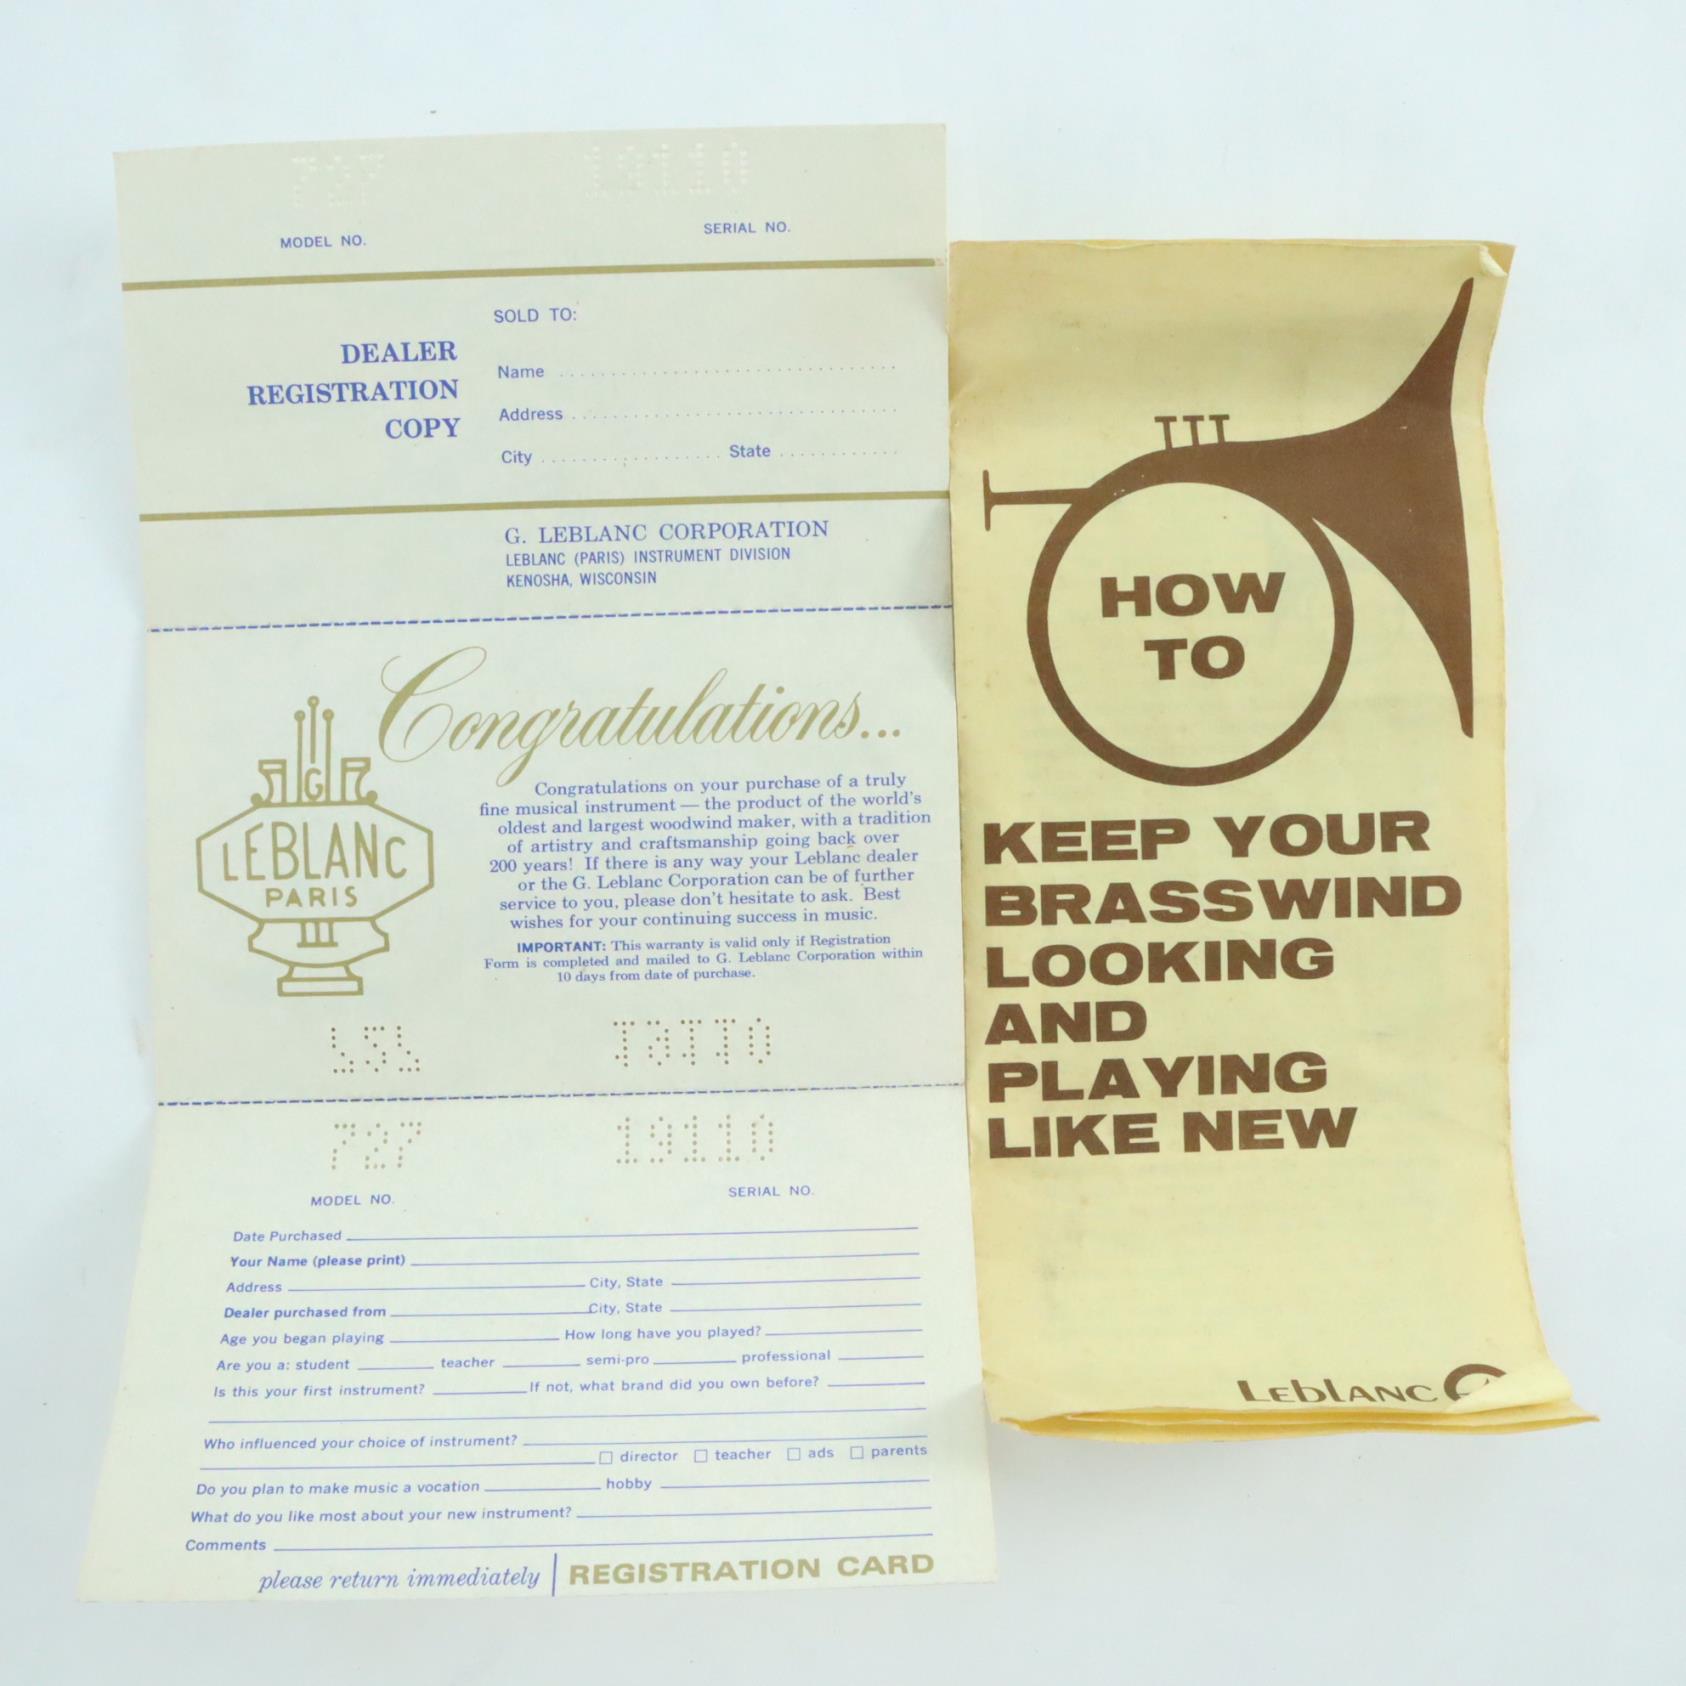 727 19110
MODEL NO. SERIAL NO.
DEALER
REGISTRATION
COPY
SOLD TO:
Name
Address
City State
G. LEBLANC CORPORATION
LEBLANC (PARIS) INSTRUMENT DIVISION
KENOSHA, WISCONSIN
G
LEBLANC
PARIS
Congratulations...
Congratulations on your purchase of a truly
fine musical instrument — the product of the world's
oldest and largest woodwind maker, with a tradition
of artistry and craftsmanship going back over
200 years! If there is any way your Leblanc dealer
or the G. Leblanc Corporation can be of further
service to you, please don't hesitate to ask. Best
wishes for your continuing success in music.
IMPORTANT: This warranty is valid only if Registration
Form is completed and mailed to G. Leblanc Corporation within
10 days from date of purchase.
727 19110
727 19110
MODEL NO. SERIAL NO.
Date Purchased
Your Name (please print)
Address City, State
Dealer purchased from City, State
Age you began playing How long have you played?
Are you a: student teacher semi-pro professional
Is this your first instrument? If not, what brand did you own before?
Who influenced your choice of instrument?
director teacher ads parents
Do you plan to make music a vocation hobby
What do you like most about your new instrument?
Comments
please return immediately REGISTRATION CARD
HOW
TO
KEEP YOUR
BRASSWIND
LOOKING
AND
PLAYING
LIKE NEW
LEBLANC